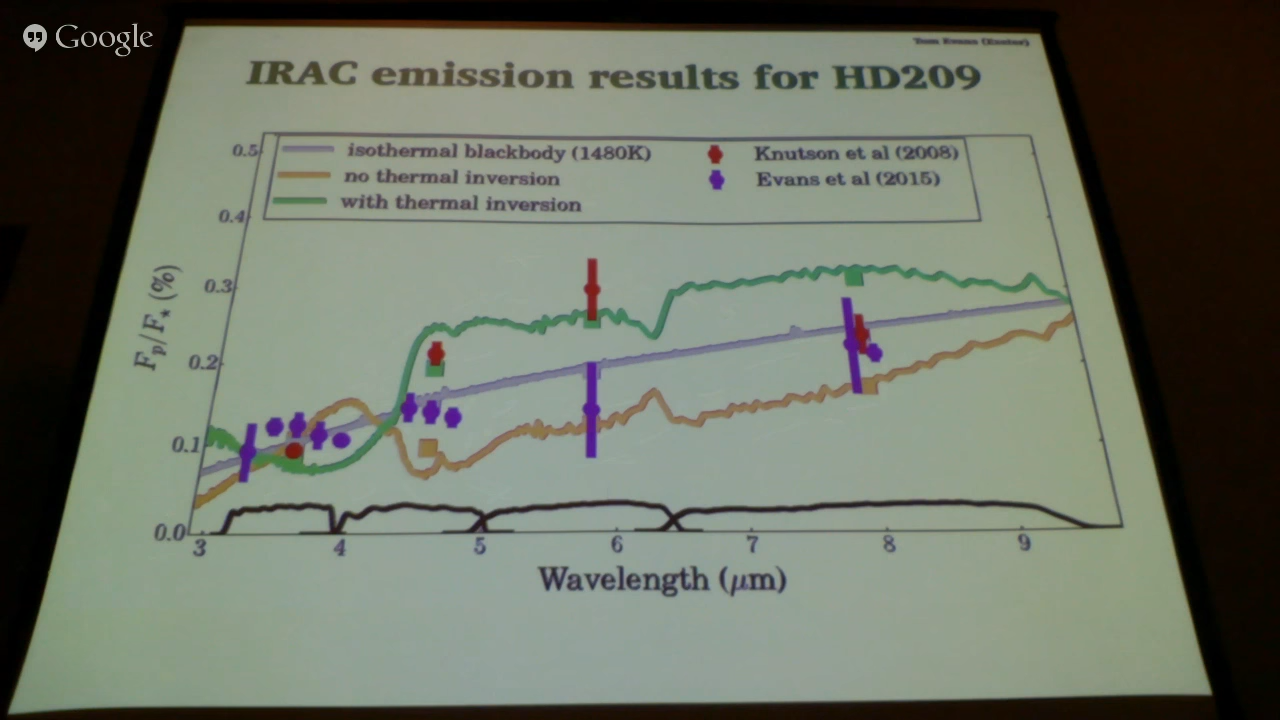 Google
Tom Evans (Exeter)
IRAC emission results for HD209
isothermal blackbody (1480K)
no thermal inversion
with thermal inversion
Knutson et al (2008)
Evans et al (2015)
0.5
0.4
0.3
0.2
0.1
0.0
Fp/F⋆ (%)
3 4 5 6 7 8 9
Wavelength (μm)